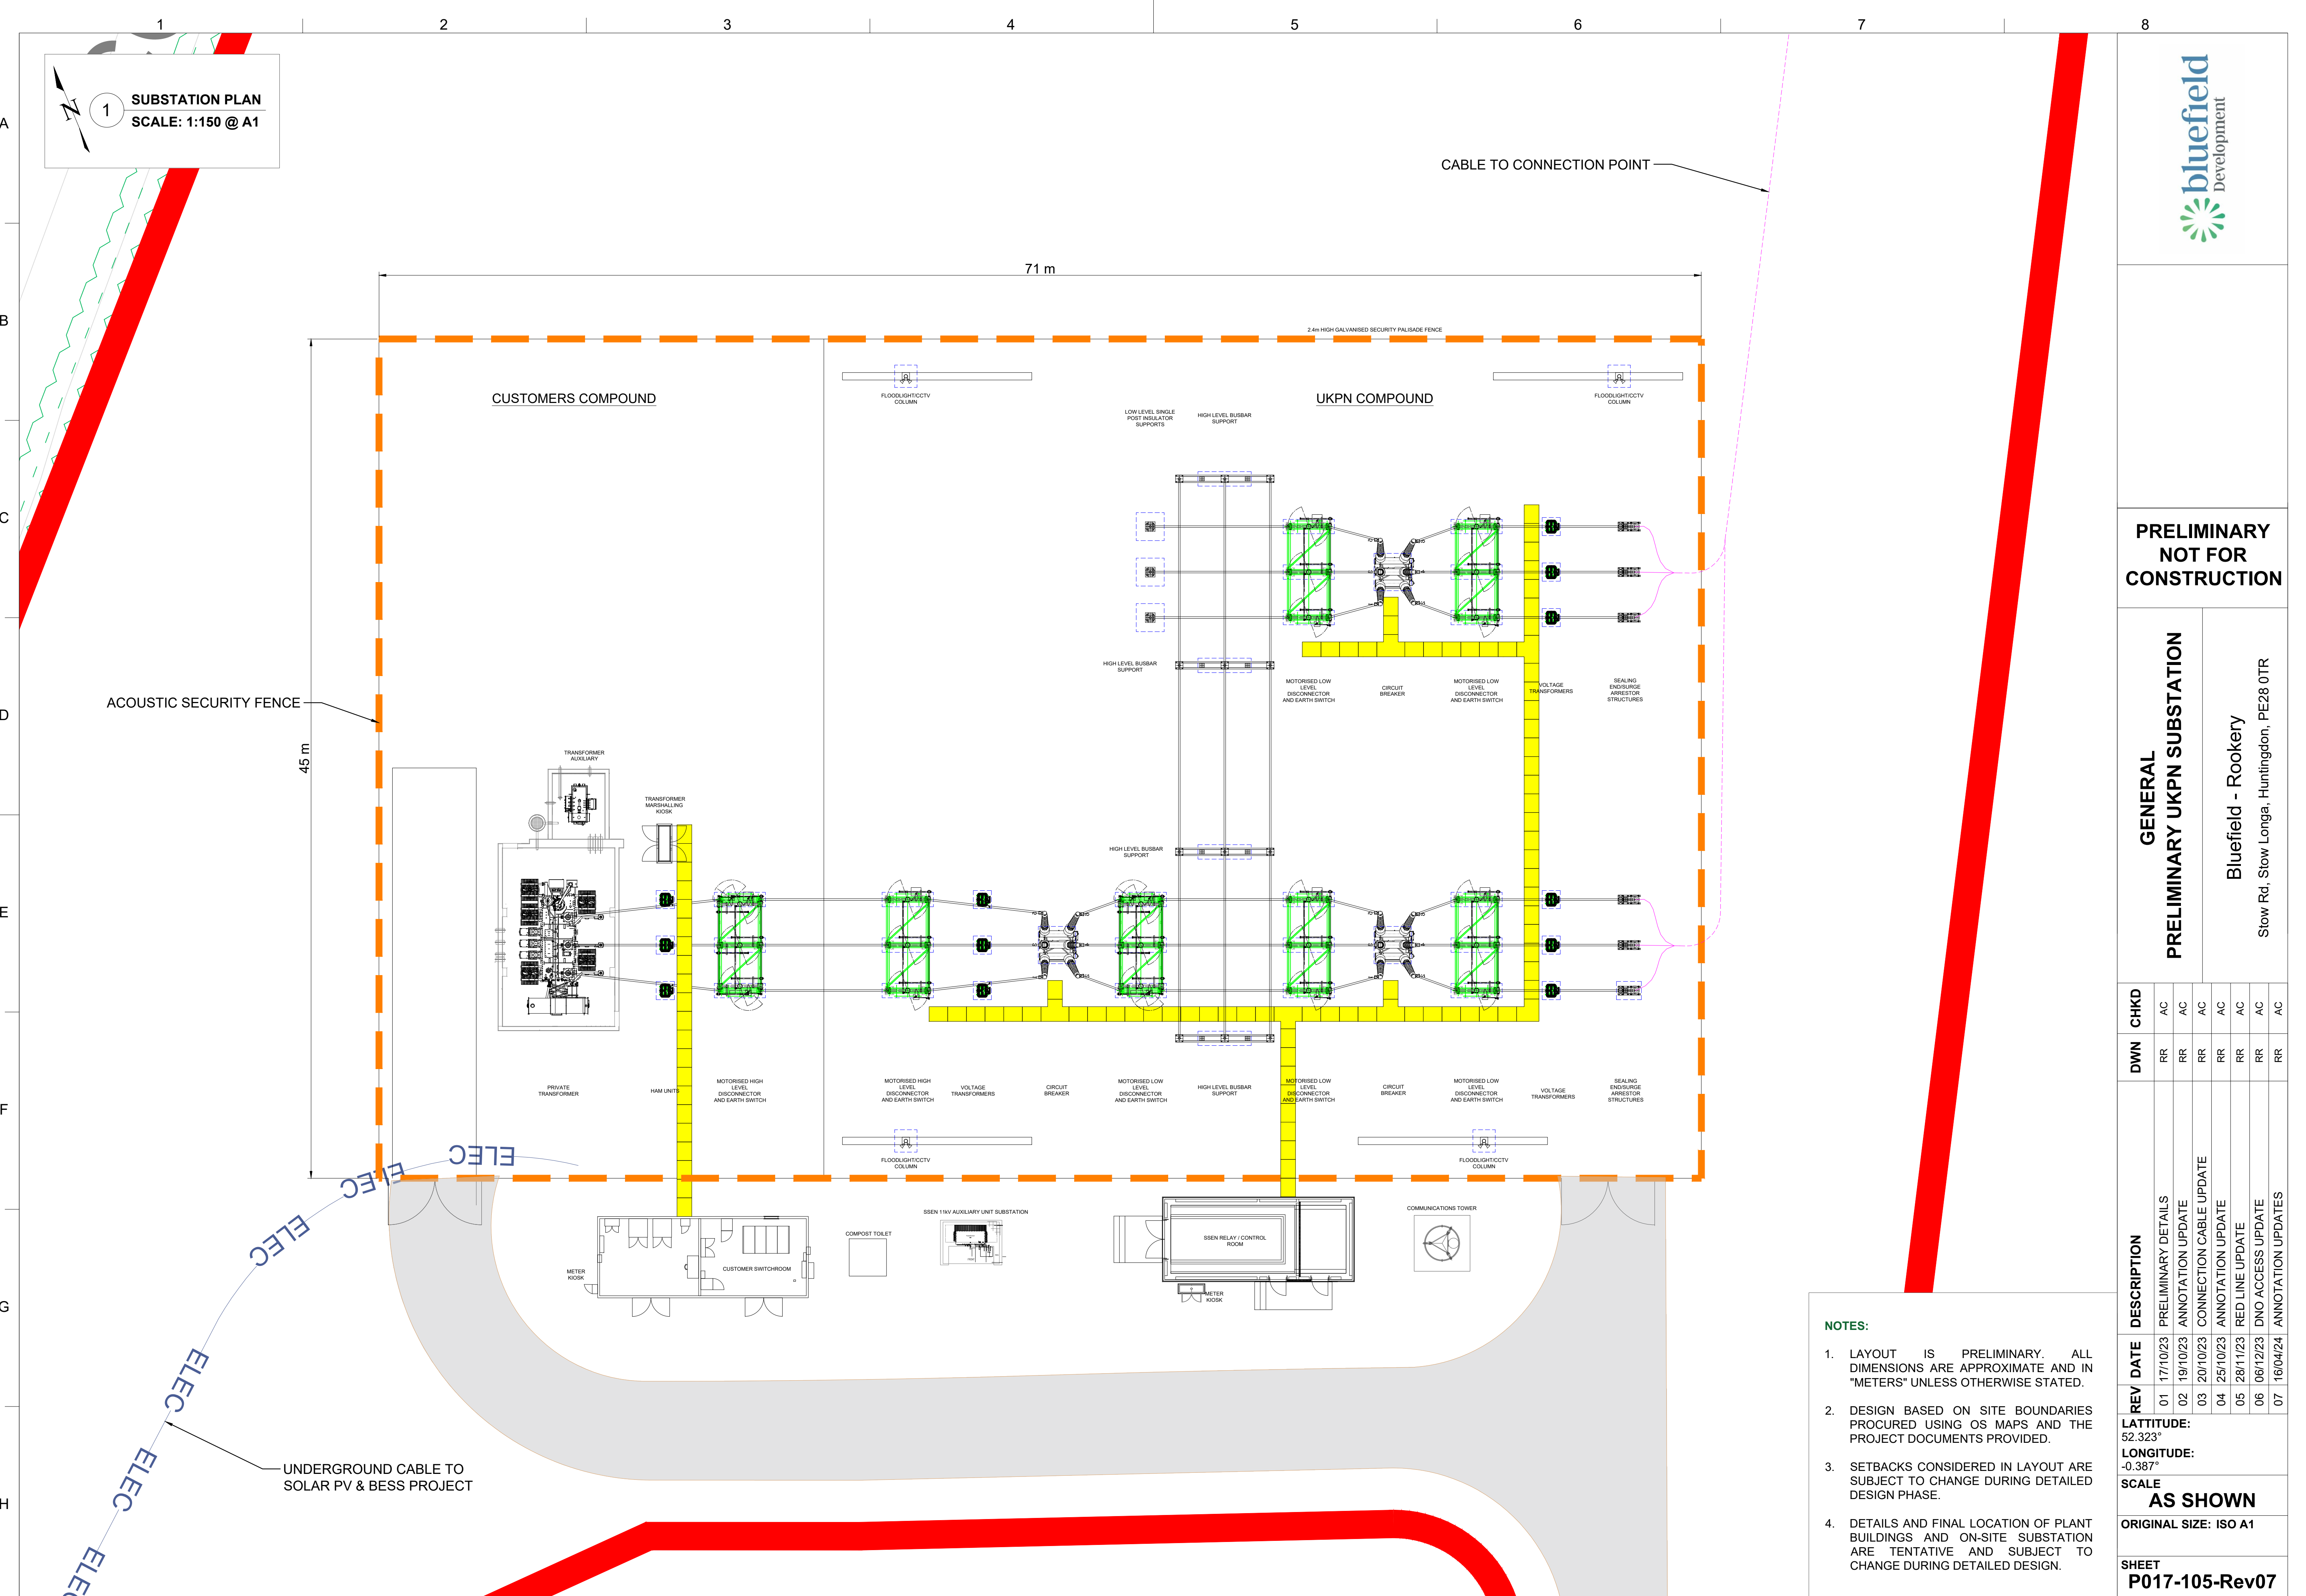 1 2 3 4 5 6 7 8
A
B
C
D
E
F
G
H
N
1
SUBSTATION PLAN
SCALE: 1:150 @ A1
CABLE TO CONNECTION POINT
71 m
45 m
2.4m HIGH GALVANISED SECURITY PALISADE FENCE
CUSTOMERS COMPOUND
UKPN COMPOUND
FLOODLIGHT/CCTV
COLUMN
FLOODLIGHT/CCTV
COLUMN
LOW LEVEL SINGLE
POST INSULATOR
SUPPORTS
HIGH LEVEL BUSBAR
SUPPORT
HIGH LEVEL BUSBAR
SUPPORT
MOTORISED LOW
LEVEL
DISCONNECTOR
AND EARTH SWITCH
CIRCUIT
BREAKER
MOTORISED LOW
LEVEL
DISCONNECTOR
AND EARTH SWITCH
VOLTAGE
TRANSFORMERS
SEALING
END/SURGE
ARRESTOR
STRUCTURES
ACOUSTIC SECURITY FENCE
TRANSFORMER
AUXILIARY
TRANSFORMER
MARSHALLING
KIOSK
HIGH LEVEL BUSBAR
SUPPORT
PRIVATE
TRANSFORMER
HAM UNITS
MOTORISED HIGH
LEVEL
DISCONNECTOR
AND EARTH SWITCH
MOTORISED HIGH
LEVEL
DISCONNECTOR
AND EARTH SWITCH
VOLTAGE
TRANSFORMERS
CIRCUIT
BREAKER
MOTORISED LOW
LEVEL
DISCONNECTOR
AND EARTH SWITCH
HIGH LEVEL BUSBAR
SUPPORT
MOTORISED LOW
LEVEL
DISCONNECTOR
AND EARTH SWITCH
CIRCUIT
BREAKER
MOTORISED LOW
LEVEL
DISCONNECTOR
AND EARTH SWITCH
VOLTAGE
TRANSFORMERS
SEALING
END/SURGE
ARRESTOR
STRUCTURES
FLOODLIGHT/CCTV
COLUMN
FLOODLIGHT/CCTV
COLUMN
ELEC
ELEC
ELEC
ELEC
ELEC
ELEC
METER
KIOSK
CUSTOMER SWITCHROOM
COMPOST TOILET
SSEN 11kV AUXILIARY UNIT SUBSTATION
SSEN RELAY / CONTROL
ROOM
METER
KIOSK
COMMUNICATIONS TOWER
UNDERGROUND CABLE TO
SOLAR PV & BESS PROJECT
NOTES:
1. LAYOUT IS PRELIMINARY. ALL
DIMENSIONS ARE APPROXIMATE AND IN
"METERS" UNLESS OTHERWISE STATED.
2. DESIGN BASED ON SITE BOUNDARIES
PROCURED USING OS MAPS AND THE
PROJECT DOCUMENTS PROVIDED.
3. SETBACKS CONSIDERED IN LAYOUT ARE
SUBJECT TO CHANGE DURING DETAILED
DESIGN PHASE.
4. DETAILS AND FINAL LOCATION OF PLANT
BUILDINGS AND ON-SITE SUBSTATION
ARE TENTATIVE AND SUBJECT TO
CHANGE DURING DETAILED DESIGN.
bluefield
Development
PRELIMINARY
NOT FOR
CONSTRUCTION
GENERAL
PRELIMINARY UKPN SUBSTATION
Bluefield - Rookery
Stow Rd, Stow Longa, Huntingdon, PE28 0TR
REV DATE DESCRIPTION DWN CHKD
01 17/10/23 PRELIMINARY DETAILS RR AC
02 19/10/23 ANNOTATION UPDATE RR AC
03 20/10/23 CONNECTION CABLE UPDATE RR AC
04 25/10/23 ANNOTATION UPDATE RR AC
05 28/11/23 RED LINE UPDATE RR AC
06 06/12/23 DNO ACCESS UPDATE RR AC
07 16/04/24 ANNOTATION UPDATES RR AC
LATTITUDE:
52.323°
LONGITUDE:
-0.387°
SCALE
AS SHOWN
ORIGINAL SIZE: ISO A1
SHEET
P017-105-Rev07